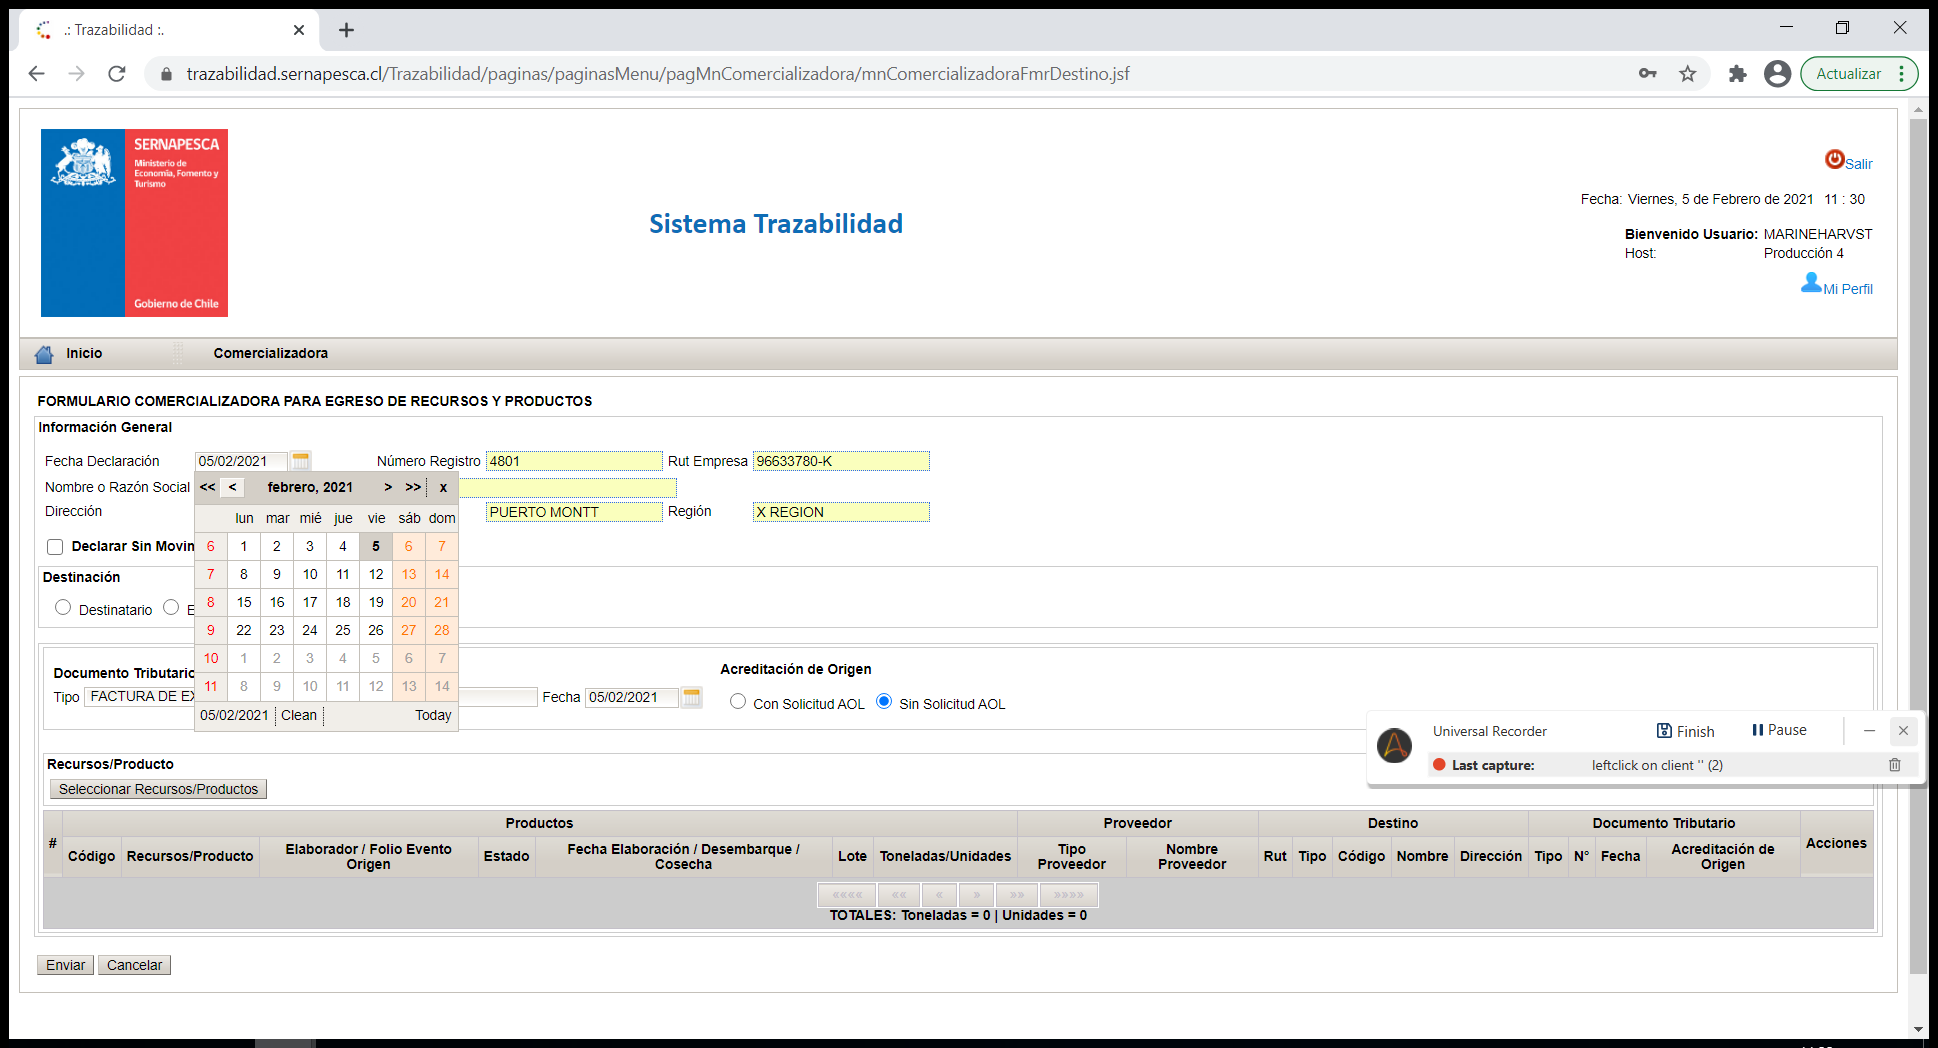 .: Trazabilidad :.
trazabilidad.sernapesca.cl/Trazabilidad/paginas/paginasMenu/pagMnComercializadora/mnComercializadoraFmrDestino.jsf
Actualizar
SERNAPESCA
Ministerio de
Economía, Fomento y
Turismo
Gobierno de Chile
Sistema Trazabilidad
Salir
Fecha: Viernes, 5 de Febrero de 2021 11 : 30
Bienvenido Usuario: MARINEHARVST
Host: Producción 4
Mi Perfil
Inicio Comercializadora
FORMULARIO COMERCIALIZADORA PARA EGRESO DE RECURSOS Y PRODUCTOS
Información General
Fecha Declaración 05/02/2021 Número Registro 4801 Rut Empresa 96633780-K
Nombre o Razón Social
Dirección PUERTO MONTT Región X REGION
<< < febrero, 2021 > >> x
lun mar mié jue vie sáb dom
6 1 2 3 4 5 6 7
7 8 9 10 11 12 13 14
8 15 16 17 18 19 20 21
9 22 23 24 25 26 27 28
10 1 2 3 4 5 6 7
11 8 9 10 11 12 13 14
05/02/2021 Clean Today
Declarar Sin Movin
Destinación
Destinatario E
Documento Tributario
Tipo FACTURA DE EX Fecha 05/02/2021
Acreditación de Origen
Con Solicitud AOL Sin Solicitud AOL
Universal Recorder Finish Pause
Last capture: leftclick on client '' (2)
Recursos/Producto
Seleccionar Recursos/Productos
# Productos Proveedor Destino Documento Tributario Acciones
Código Recursos/Producto Elaborador / Folio Evento Origen Estado Fecha Elaboración / Desembarque / Cosecha Lote Toneladas/Unidades Tipo Proveedor Nombre Proveedor Rut Tipo Código Nombre Dirección Tipo N° Fecha Acreditación de Origen
«««« «« « » »» »»»»
TOTALES: Toneladas = 0 | Unidades = 0
Enviar Cancelar